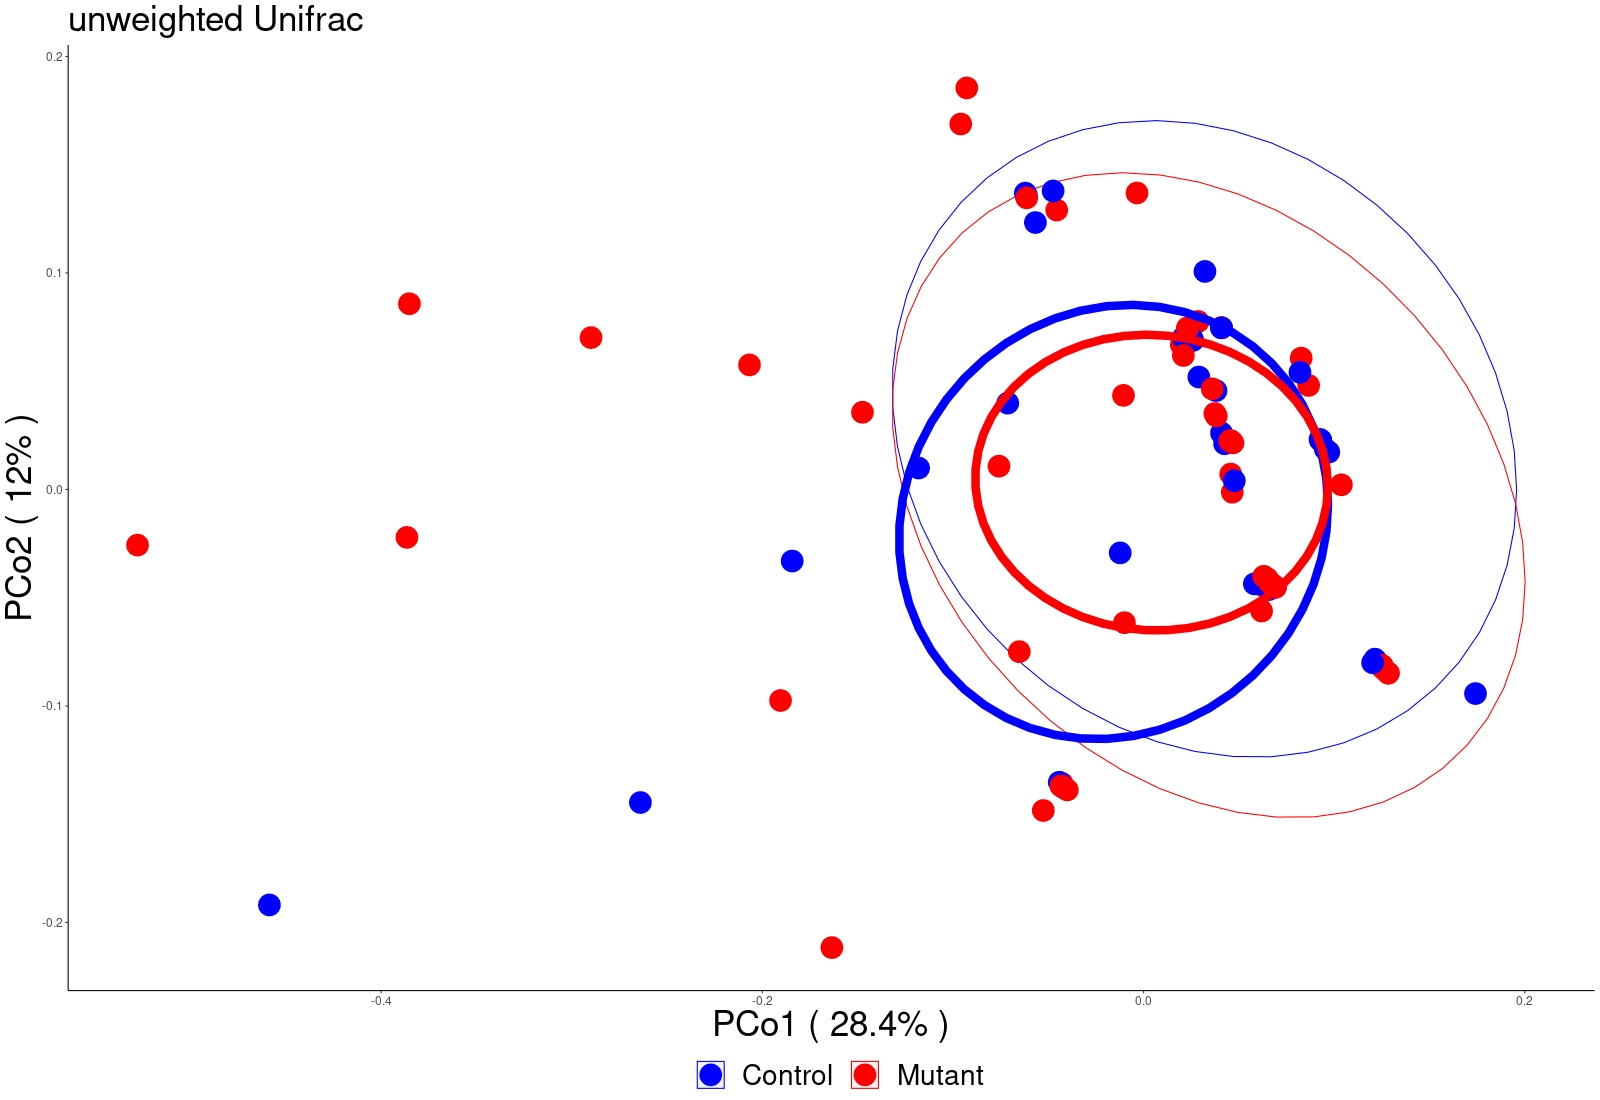 unweighted Unifrac
0.2
0.1
0.0
-0.1
-0.2
PCo2 ( 12% )
-0.4 -0.2 0.0 0.2
PCo1 ( 28.4% )
Control Mutant